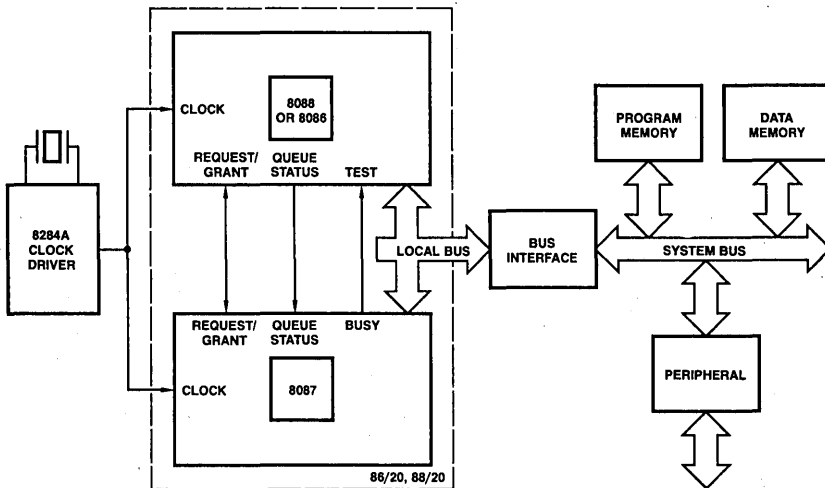 CLOCK
8088
OR 8086
REQUEST/
GRANT
QUEUE
STATUS
TEST
8284A
CLOCK
DRIVER
LOCAL BUS
BUS
INTERFACE
PROGRAM
MEMORY
DATA
MEMORY
SYSTEM BUS
PERIPHERAL
REQUEST/
GRANT
QUEUE
STATUS
BUSY
CLOCK
8087
86/20, 88/20